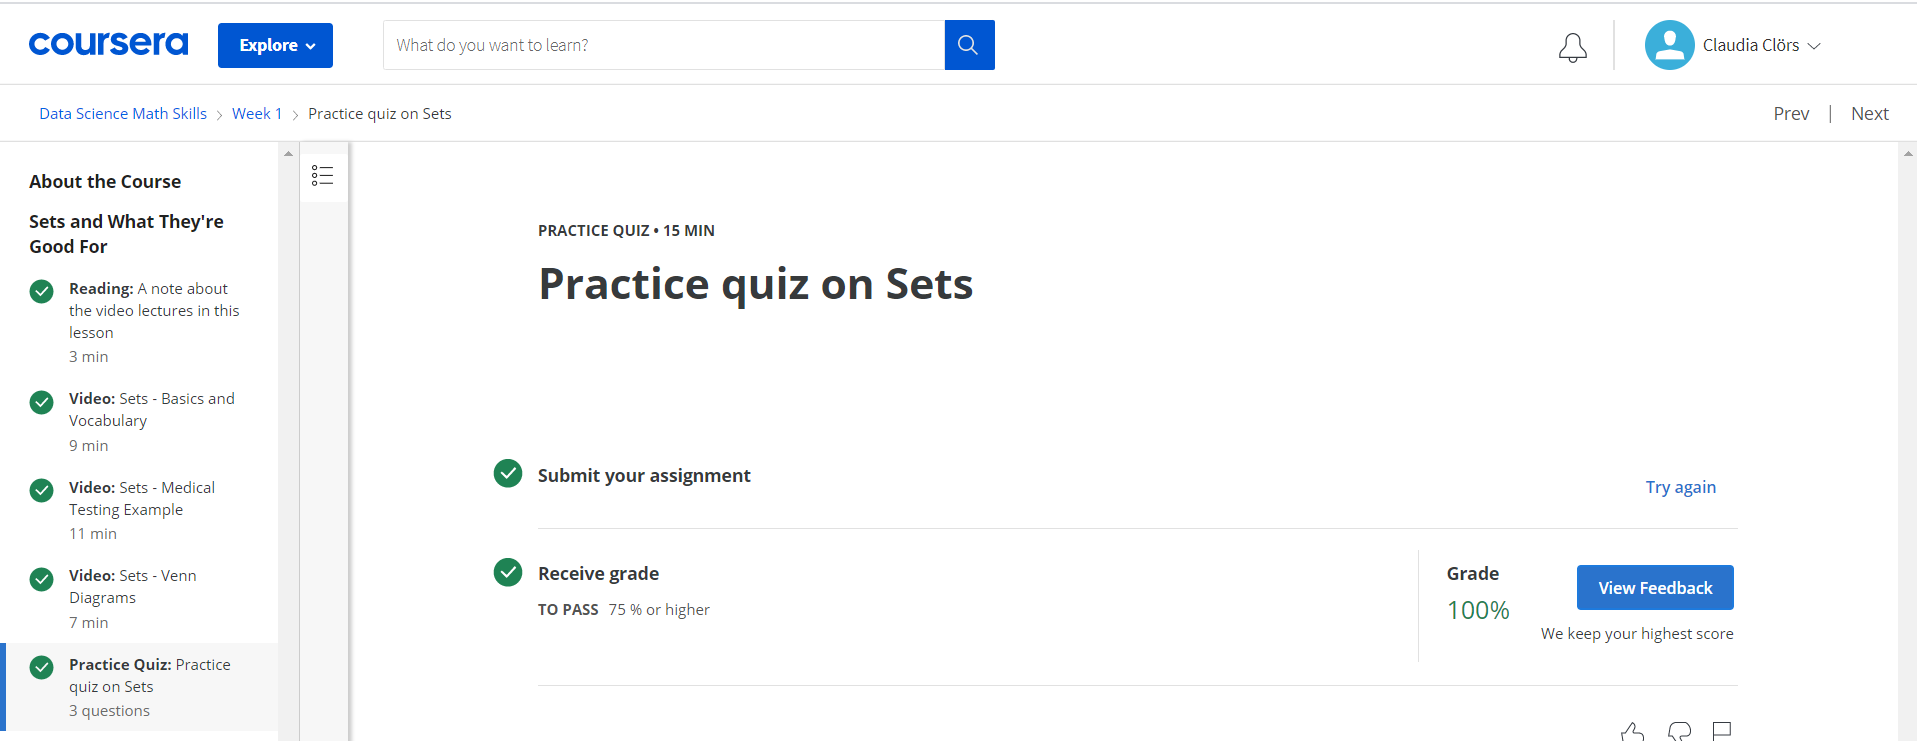 coursera
Explore
What do you want to learn?
Claudia Clörs
Data Science Math Skills > Week 1 > Practice quiz on Sets
Prev | Next
About the Course
Sets and What They're
Good For
Reading: A note about
the video lectures in this
lesson
3 min
Video: Sets - Basics and
Vocabulary
9 min
Video: Sets - Medical
Testing Example
11 min
Video: Sets - Venn
Diagrams
7 min
Practice Quiz: Practice
quiz on Sets
3 questions
PRACTICE QUIZ • 15 MIN
Practice quiz on Sets
Submit your assignment
Try again
Receive grade
TO PASS 75 % or higher
Grade
100%
View Feedback
We keep your highest score